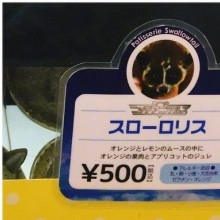 Patisserie Swallowtail
スローロリス
オレンジとレモンのムースの中に
オレンジの果肉とアプリコットのジュレ
¥500